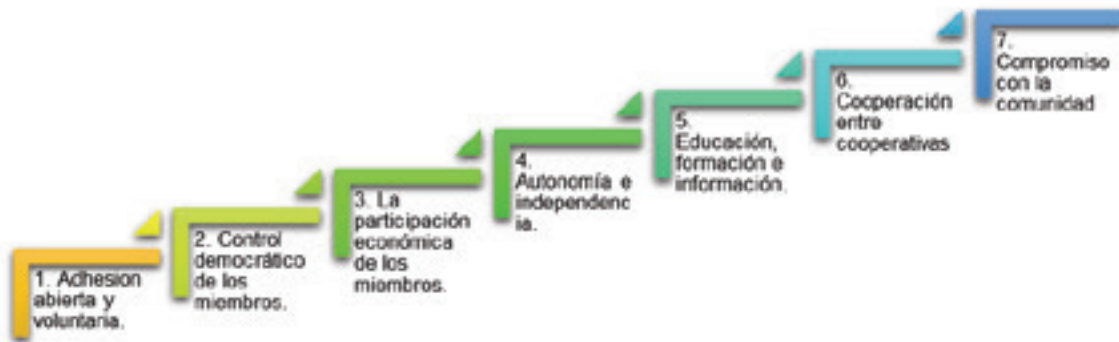 1. Adhesion
abierta y
voluntaria.
2. Control
democrático
de los
miembros.
3. La
participación
económica
de los
miembros.
4.
Autonomía e
independenc
ia.
5.
Educación,
formación e
información.
6.
Cooperación
entre
cooperativas
7.
Compromiso
con la
comunidad